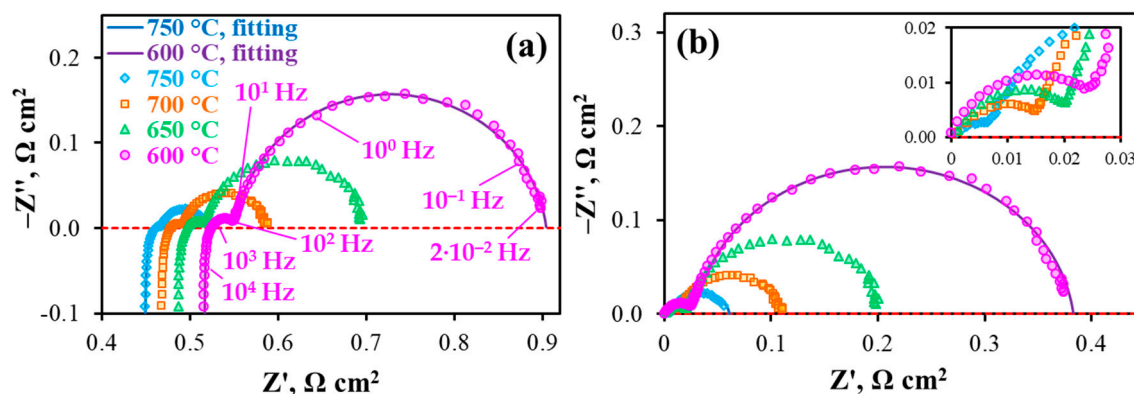 (a)
750 °C, fitting
600 °C, fitting
750 °C
700 °C
650 °C
600 °C
10¹ Hz
10⁰ Hz
10⁻¹ Hz
2·10⁻² Hz
10² Hz
10³ Hz
10⁴ Hz
−Z'', Ω cm²
0.2
0.1
0.0
-0.1
0.4 0.5 0.6 0.7 0.8 0.9
Z', Ω cm²
(b)
−Z'', Ω cm²
0.3
0.2
0.1
0.0
0 0.1 0.2 0.3 0.4
Z', Ω cm²
0.02
0.01
0.00
0 0.01 0.02 0.03